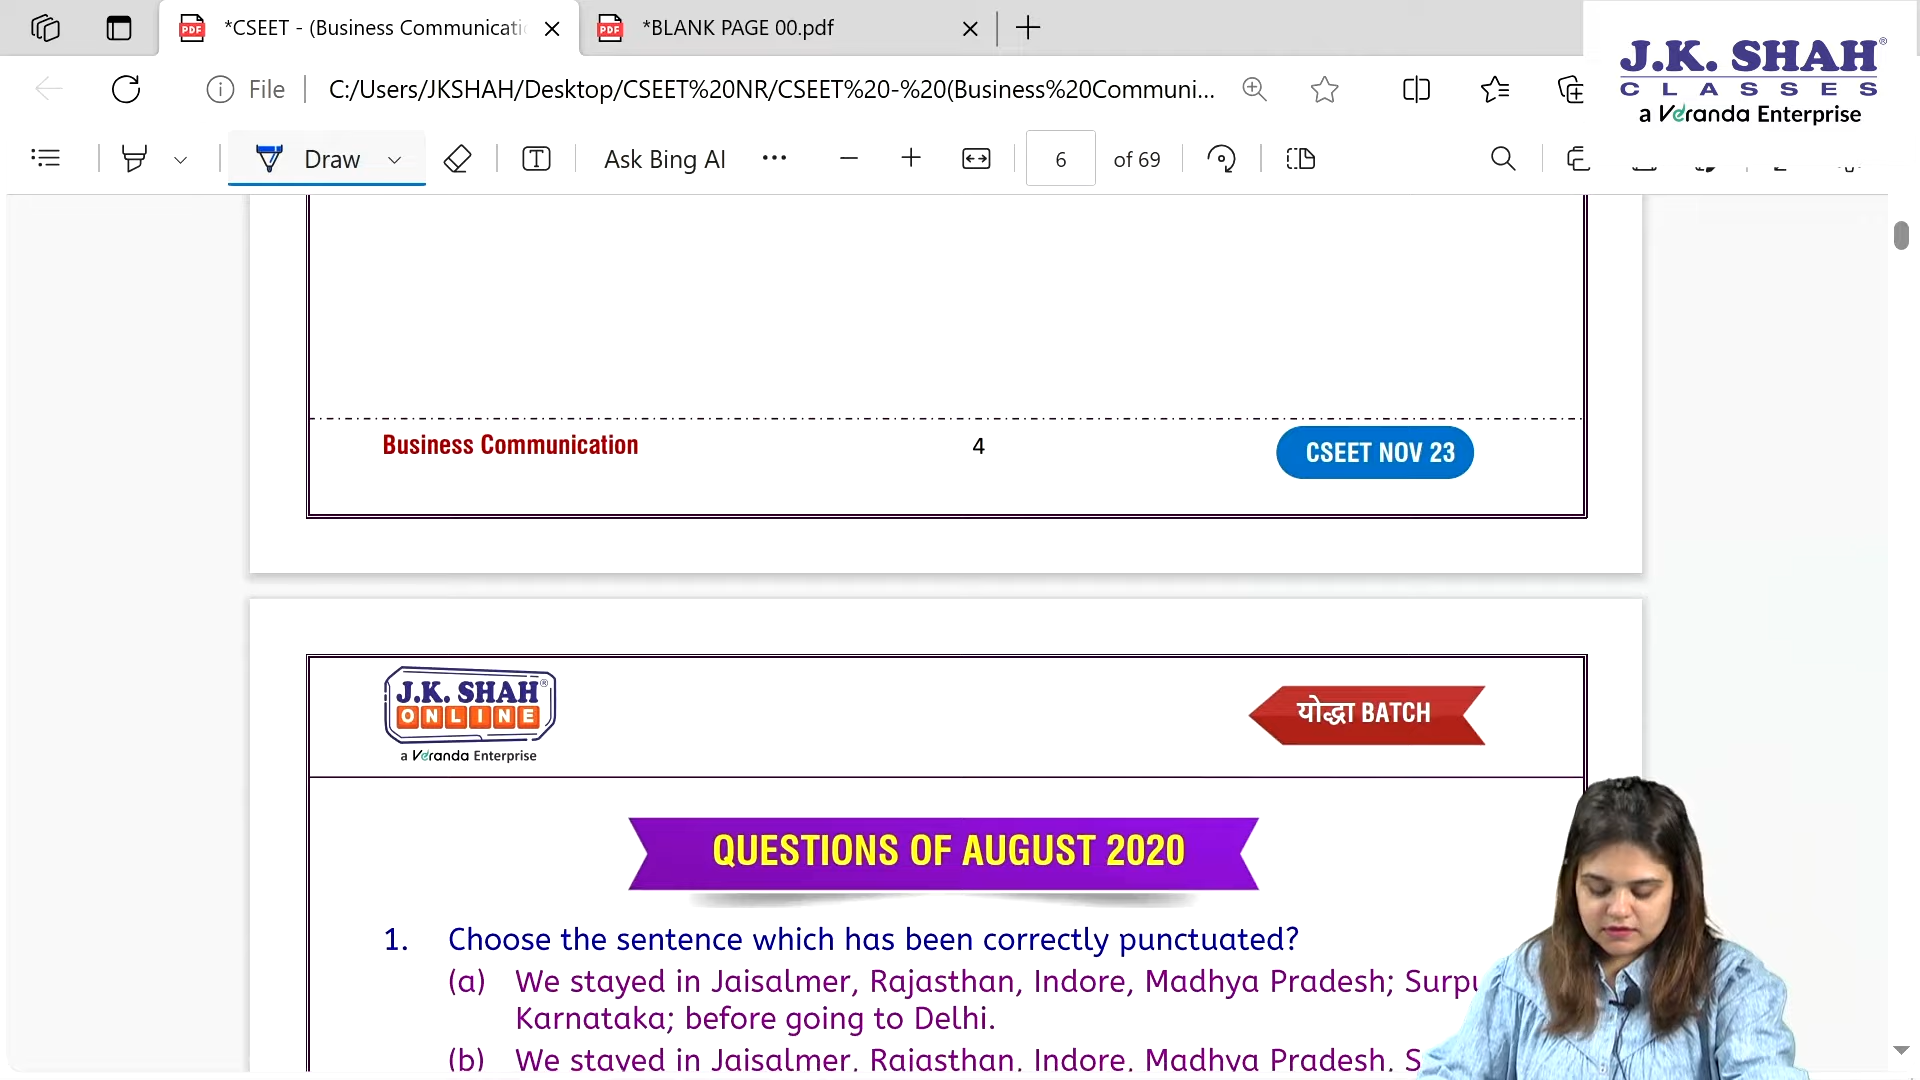 *CSEET - (Business Communicati
*BLANK PAGE 00.pdf
J.K. SHAH®
CLASSES
a Veranda Enterprise
File
C:/Users/JKSHAH/Desktop/CSEET%20NR/CSEET%20-%20(Business%20Communi...
Draw
Ask Bing AI
6
of 69
Business Communication
4
CSEET NOV 23
J.K. SHAH®
ONLINE
a Veranda Enterprise
योद्धा BATCH
QUESTIONS OF AUGUST 2020
1. Choose the sentence which has been correctly punctuated?
(a) We stayed in Jaisalmer, Rajasthan, Indore, Madhya Pradesh; Surpu
Karnataka; before going to Delhi.
(b) We stayed in Jaisalmer, Rajasthan, Indore, Madhya Pradesh, S